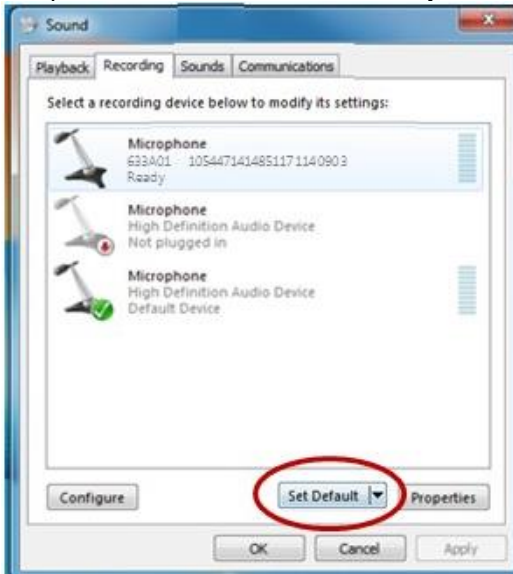 Sound
Playback Recording Sounds Communications
Select a recording device below to modify its settings:
Microphone
633A01 105447141485117114 0903
Ready
Microphone
High Definition Audio Device
Not plugged in
Microphone
High Definition Audio Device
Default Device
Configure Set Default Properties
OK Cancel Apply